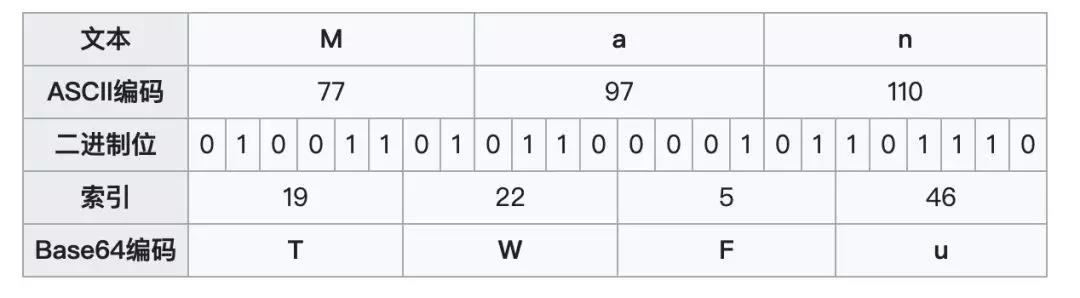 文本 M a n
ASCII编码 77 97 110
二进制位 0 1 0 0 1 1 0 1 0 1 1 0 0 0 0 1 0 1 1 0 1 1 1 0
索引 19 22 5 46
Base64编码 T W F u